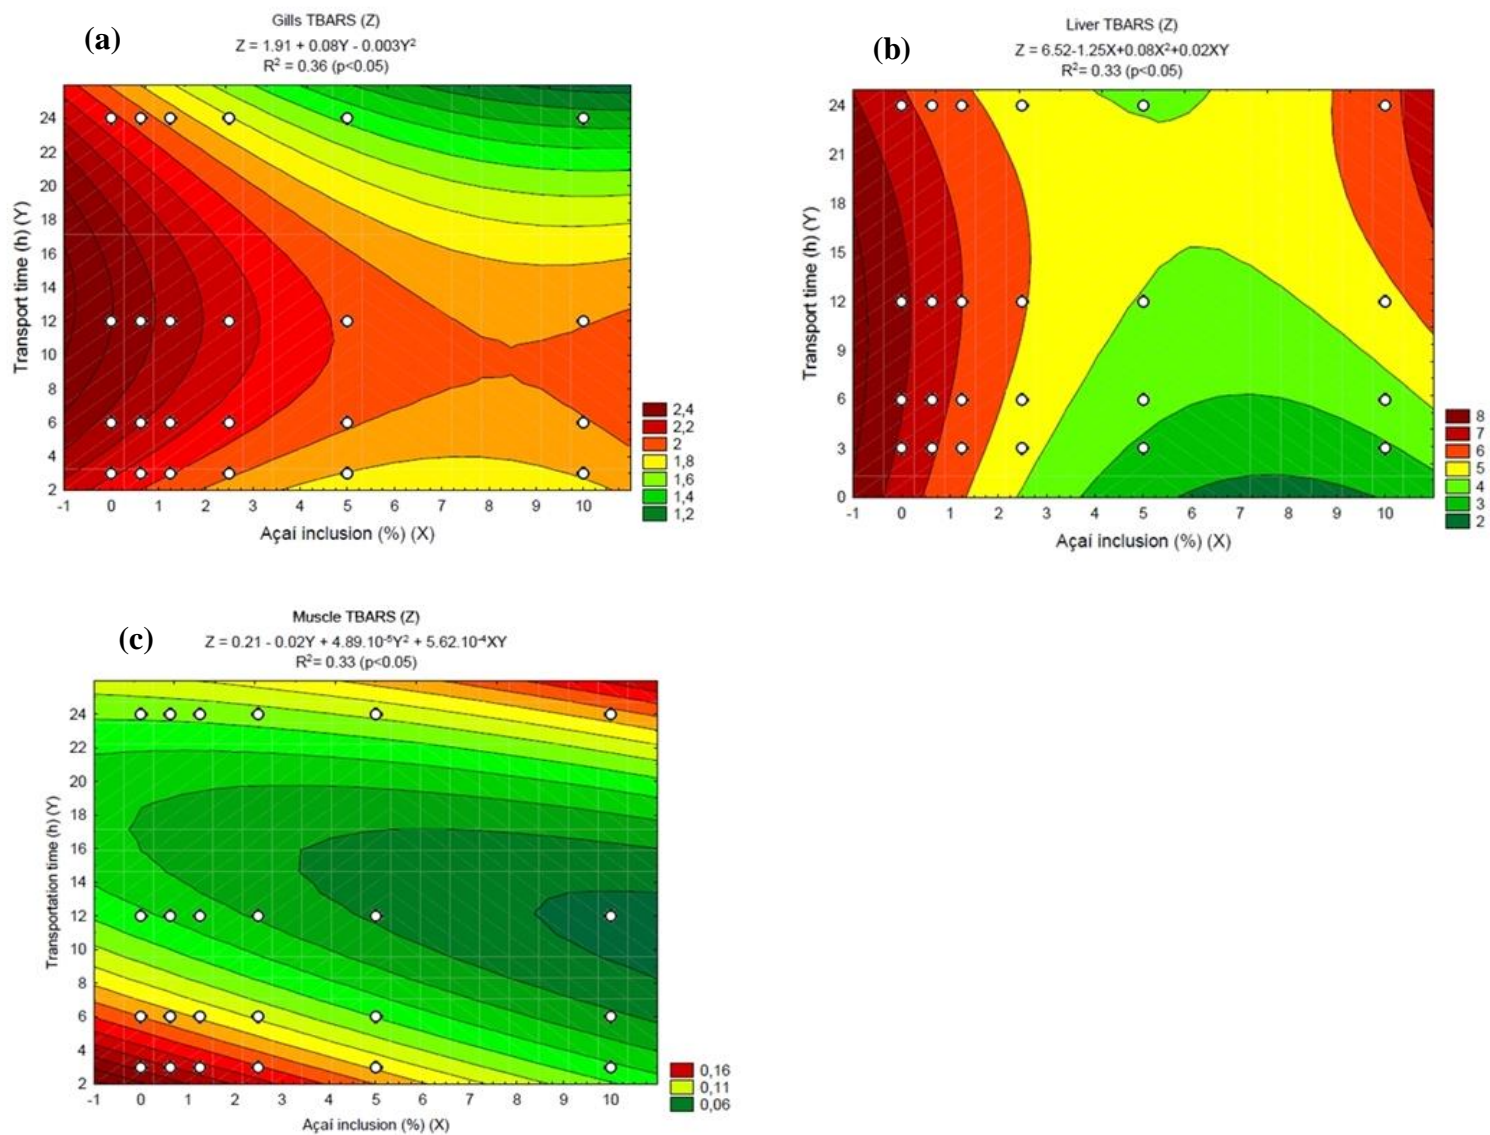 (a)
Gills TBARS (Z)
Z = 1.91 + 0.08Y - 0.003Y²
R² = 0.36 (p<0.05)
Transport time (h) (Y)
24
22
20
18
16
14
12
10
8
6
4
2
-1 0 1 2 3 4 5 6 7 8 9 10
Açaí inclusion (%) (X)
2,4
2,2
2
1,8
1,6
1,4
1,2
(b)
Liver TBARS (Z)
Z = 6.52-1.25X+0.08X²+0.02XY
R²= 0.33 (p<0.05)
Transport time (h) (Y)
24
21
18
15
12
9
6
3
0
-1 0 1 2 3 4 5 6 7 8 9 10
Açaí inclusion (%) (X)
8
7
6
5
4
3
2
(c)
Muscle TBARS (Z)
Z = 0.21 - 0.02Y + 4.89.10⁻⁵Y² + 5.62.10⁻⁴XY
R²= 0.33 (p<0.05)
Transportation time (h) (Y)
24
22
20
18
16
14
12
10
8
6
4
2
-1 0 1 2 3 4 5 6 7 8 9 10
Açaí inclusion (%) (X)
0,16
0,11
0,06